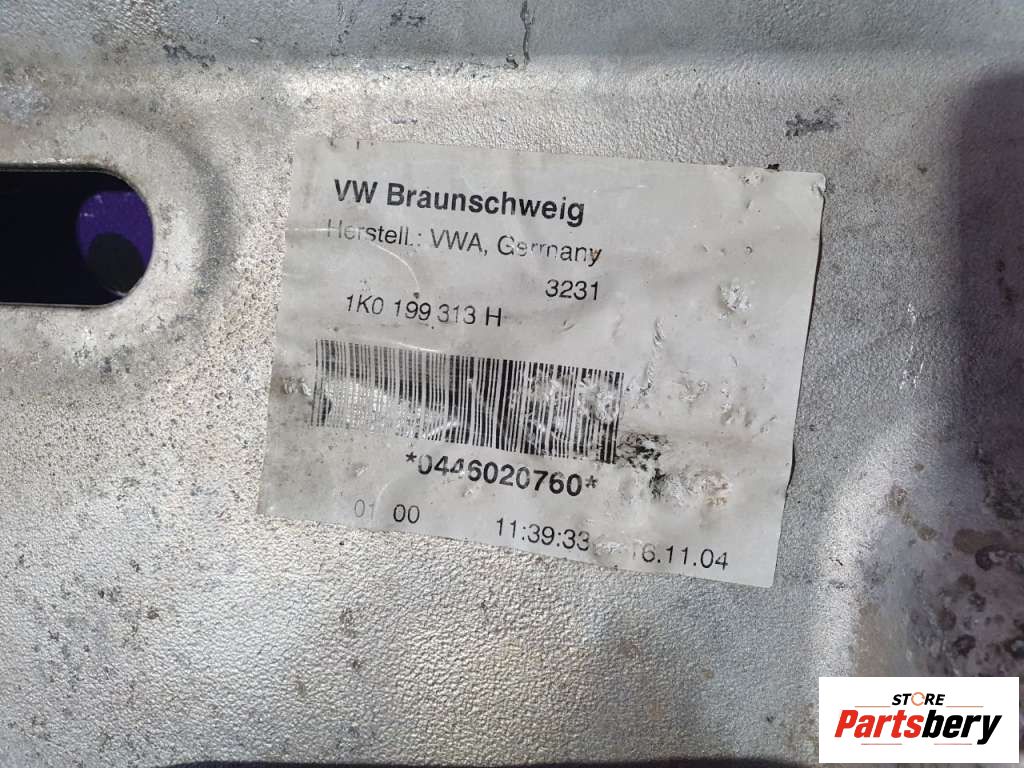 VW Braunschweig
Herstell.: VWA, Germany
3231
1K0 199 313 H
*0446020760*
01 00 11:39:33 16.11.04
STORE
Partsbery